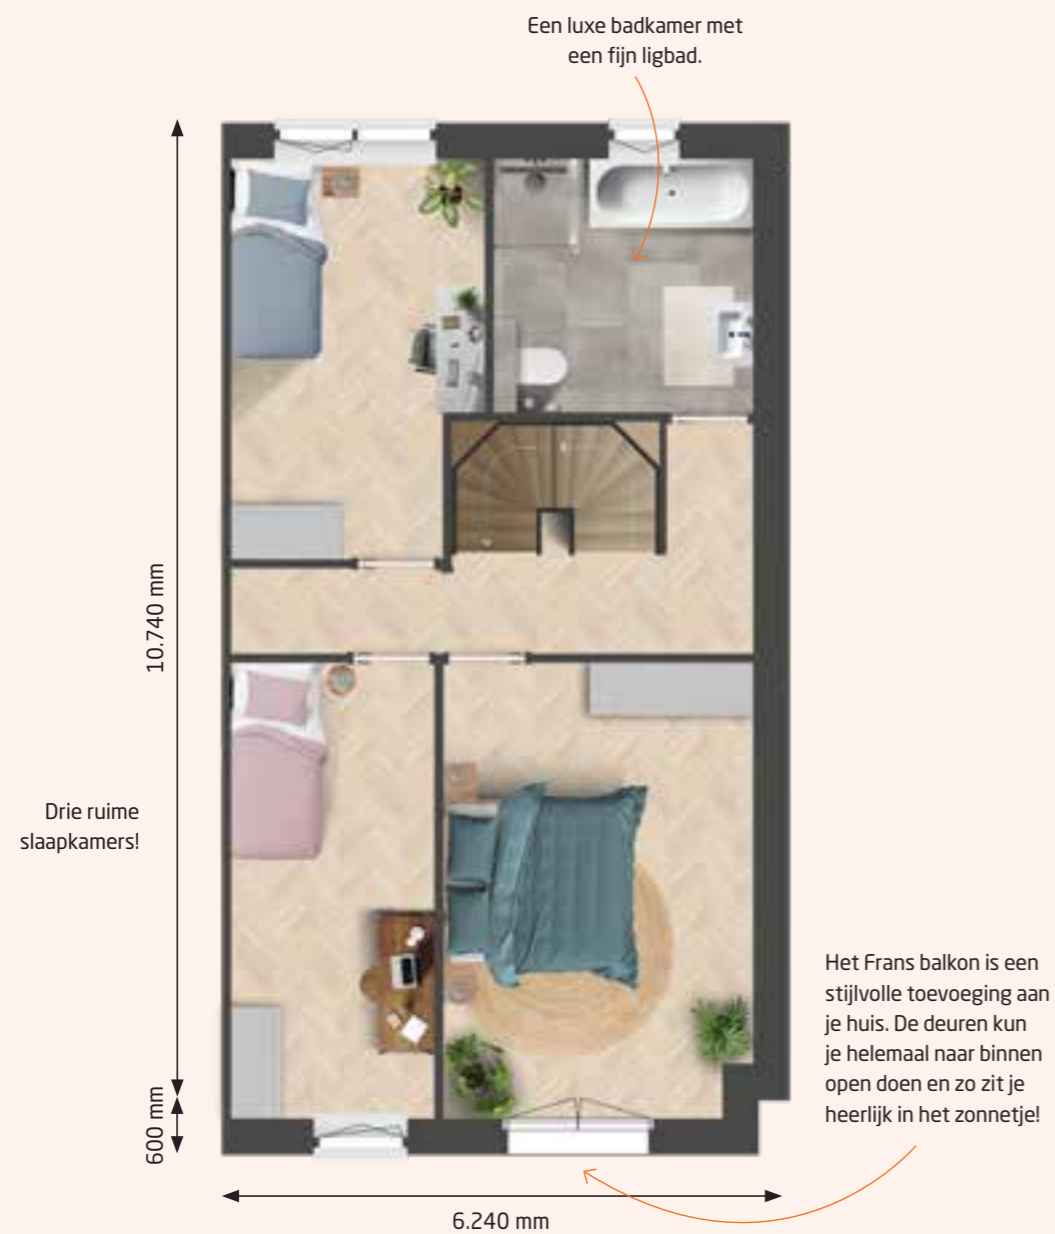 Een luxe badkamer met
een fijn ligbad.
10.740 mm
Drie ruime
slaapkamers!
Het Frans balkon is een
stijlvolle toevoeging aan
je huis. De deuren kun
je helemaal naar binnen
open doen en zo zit je
heerlijk in het zonnetje!
600 mm
6.240 mm